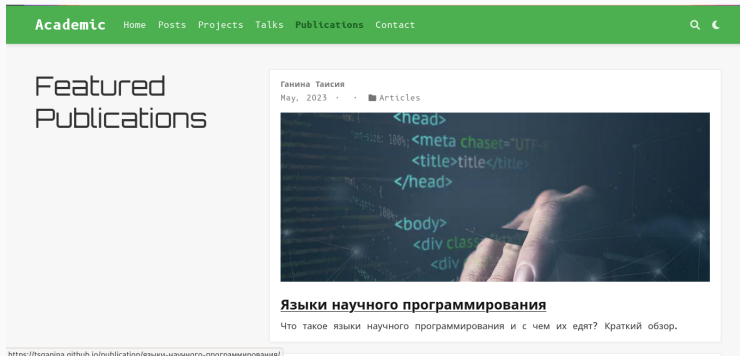 Academic Home Posts Projects Talks Publications Contact
Featured
Publications
Ганина Таисия
May, 2023 · · Articles
<head>
100%; <meta chaset="UTF-
<title>title</title>
</head>
<body>
<div class
<div
Языки научного программирования
Что такое языки научного программирования и с чем их едят? Краткий обзор.
https://tsganina.github.io/publication/языки-научного-программирования/